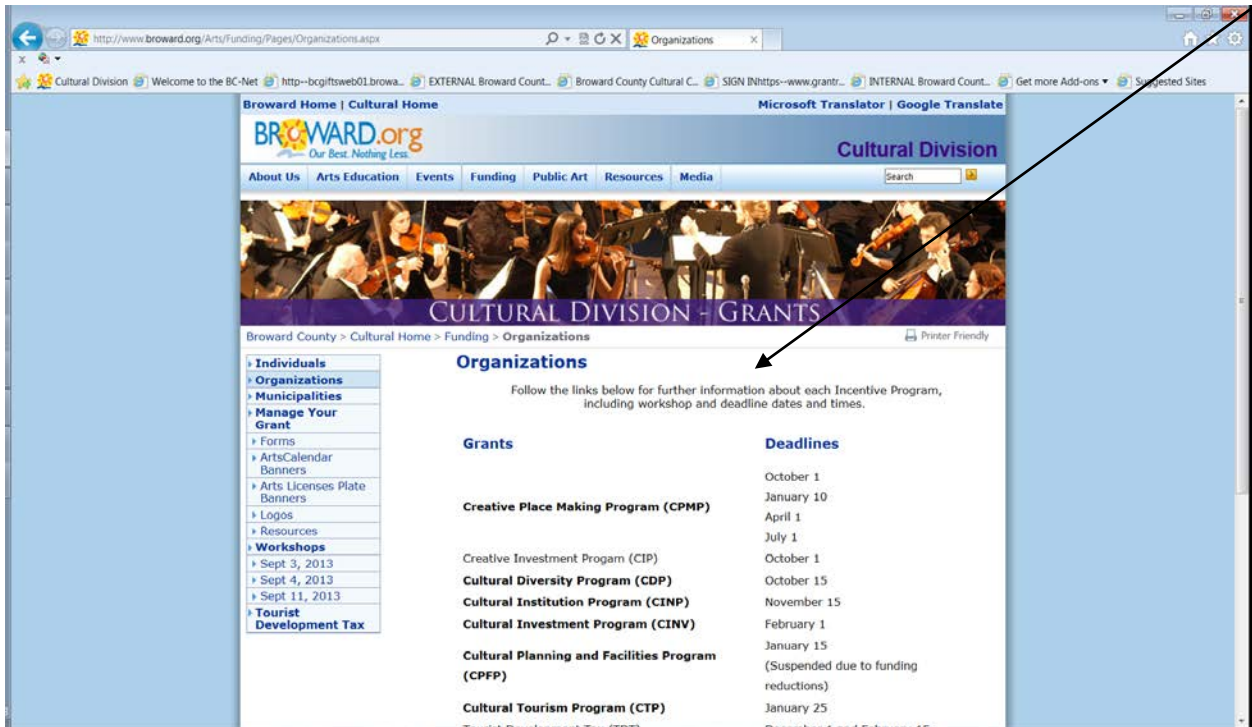 http://www.broward.org/Arts/Funding/Pages/Organizations.aspx
Organizations
x
Cultural Division Welcome to the BC-Net http--bcgiftsweb01.browa... EXTERNAL Broward Count... Broward County Cultural C... SIGN INhttps--www.grantr... INTERNAL Broward Count... Get more Add-ons Suggested Sites
Broward Home | Cultural Home Microsoft Translator | Google Translate
BROWARD.org
Our Best. Nothing Less.
Cultural Division
About Us Arts Education Events Funding Public Art Resources Media Search
CULTURAL DIVISION - GRANTS
Broward County > Cultural Home > Funding > Organizations Printer Friendly
Individuals
Organizations
Municipalities
Manage Your
Grant
Forms
ArtsCalendar
Banners
Arts Licenses Plate
Banners
Logos
Resources
Workshops
Sept 3, 2013
Sept 4, 2013
Sept 11, 2013
Tourist
Development Tax
Organizations
Follow the links below for further information about each Incentive Program,
including workshop and deadline dates and times.
Grants Deadlines
October 1
January 10
Creative Place Making Program (CPMP)
April 1
July 1
Creative Investment Progam (CIP) October 1
Cultural Diversity Program (CDP) October 15
Cultural Institution Program (CINP) November 15
Cultural Investment Program (CINV) February 1
January 15
Cultural Planning and Facilities Program
(CPFP)
(Suspended due to funding
reductions)
Cultural Tourism Program (CTP) January 25